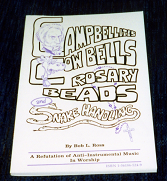 CAMPBELLITES
COW BELLS
ROSARY
BEADS
and
SNAKE HANDLING
By Bob L. Ross
A Refutation of Anti-Instrumental Music
In Worship